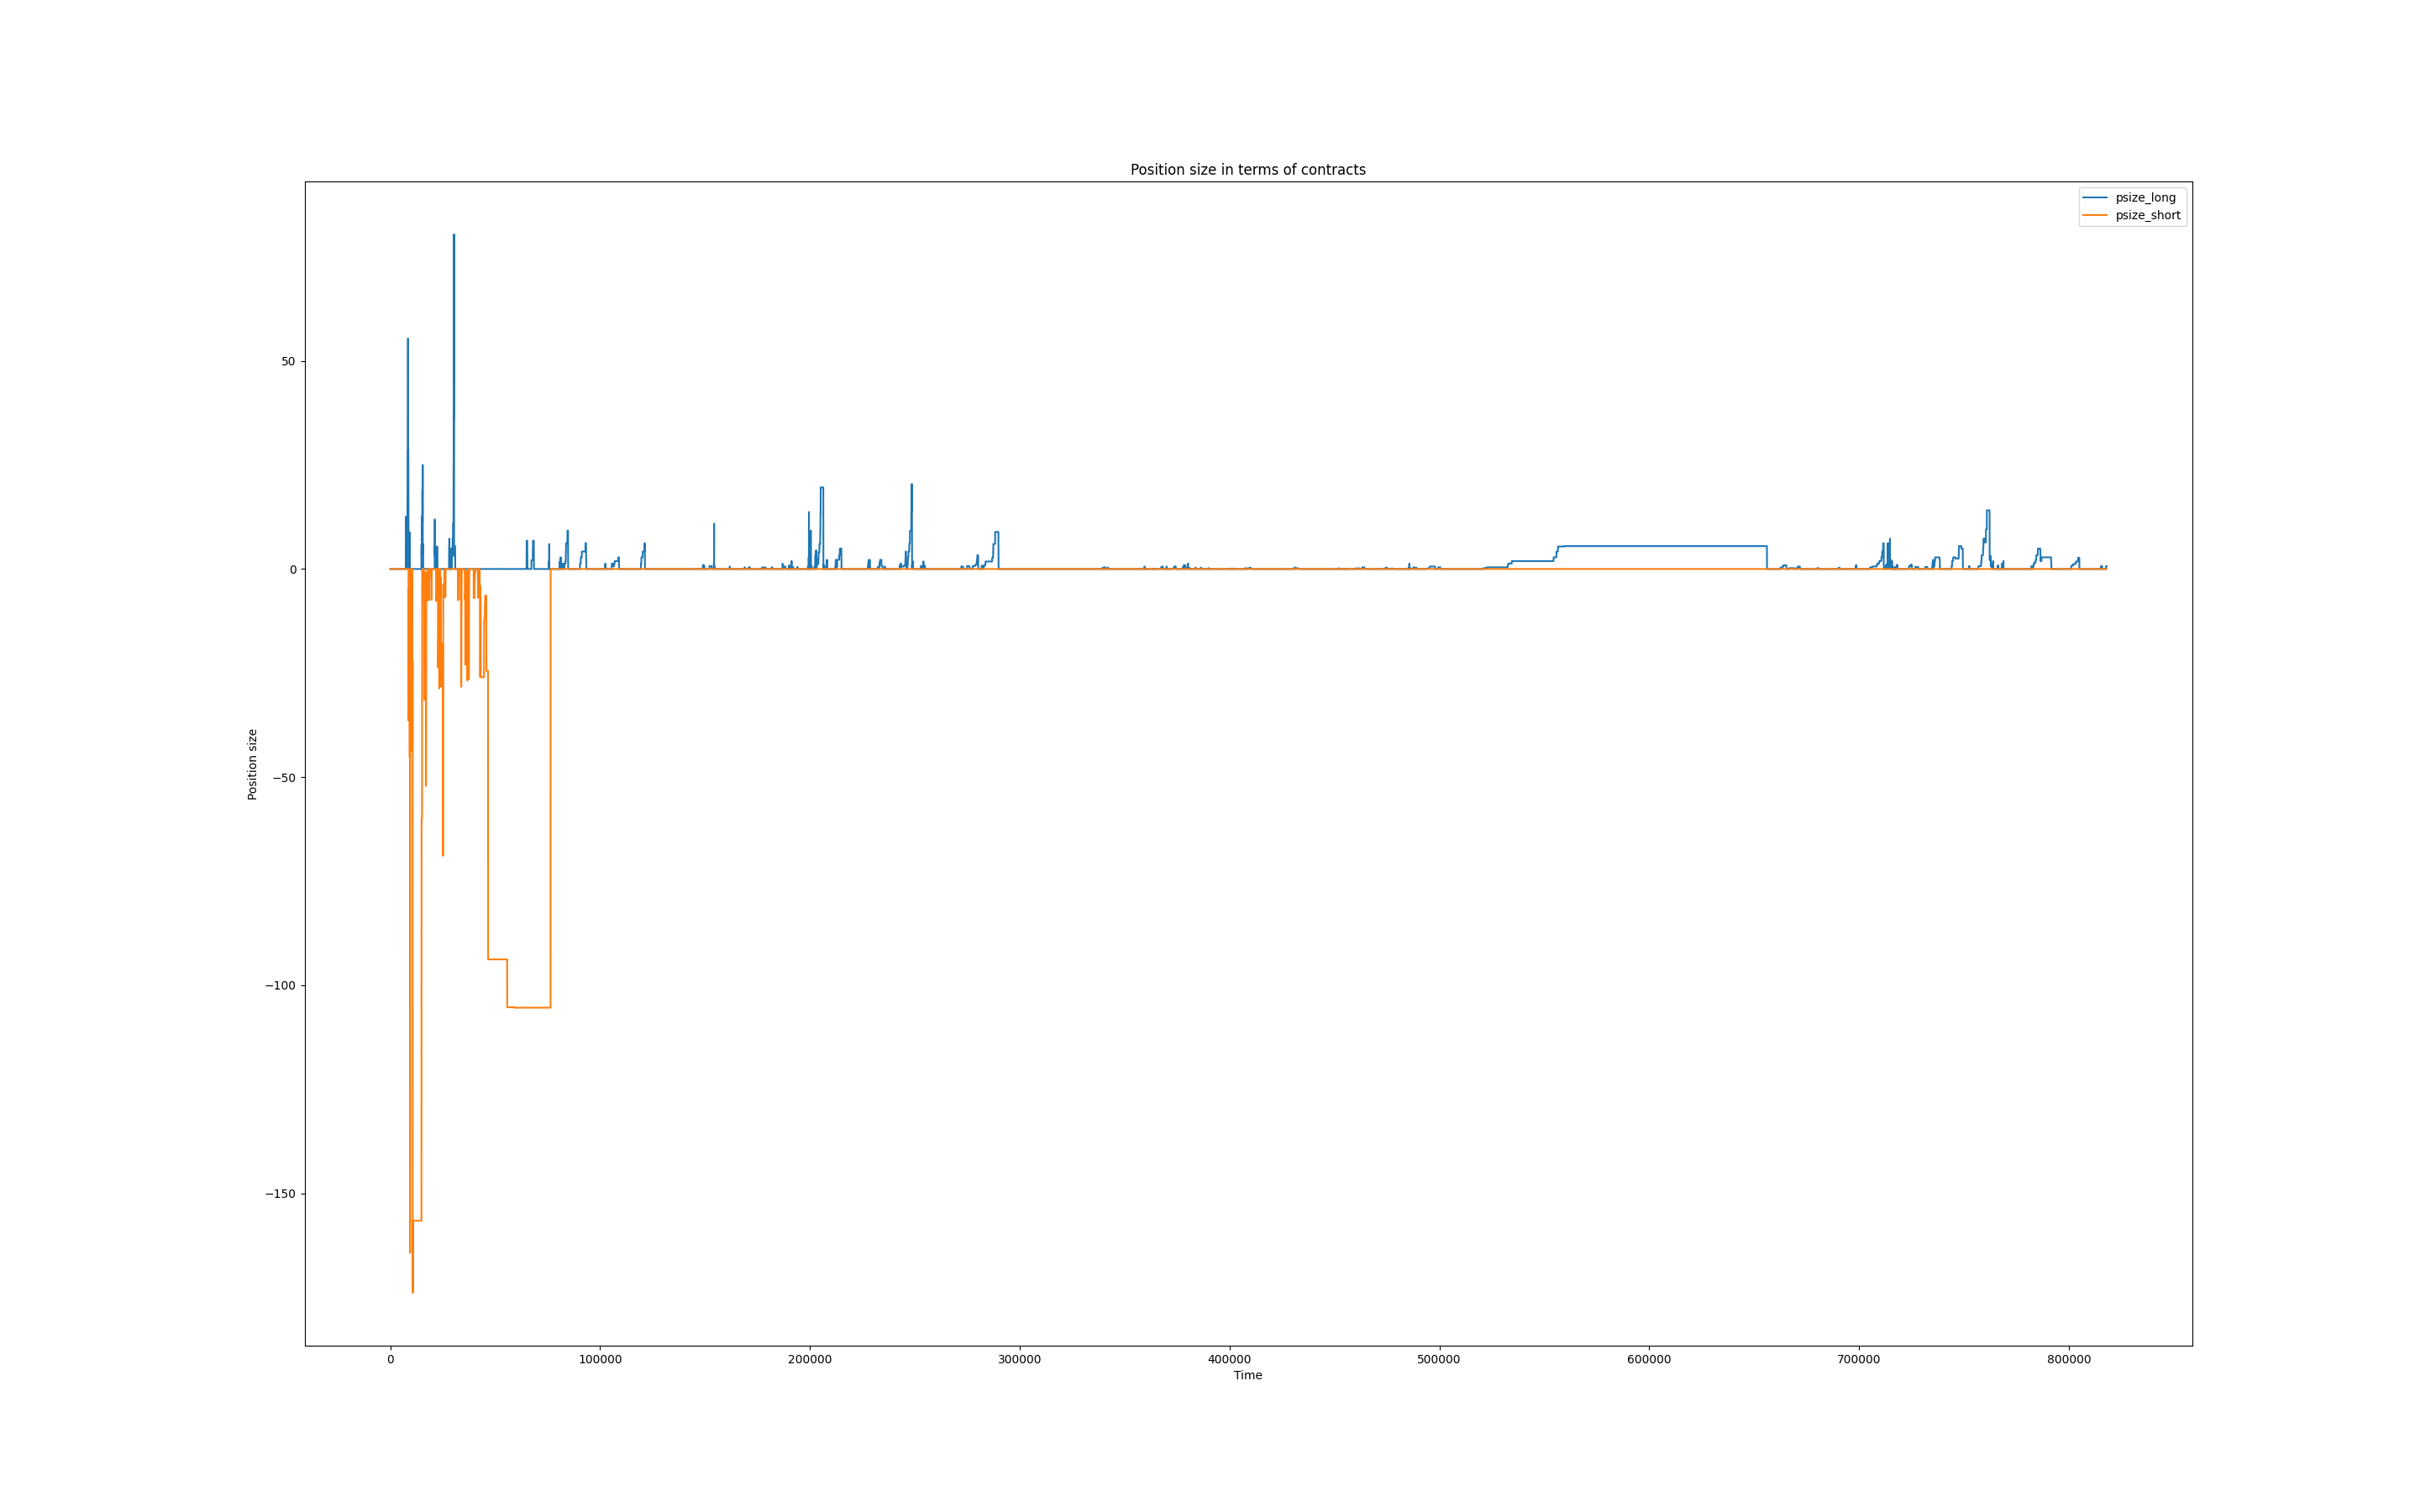 Position size in terms of contracts
psize_long
psize_short
Position size
50
0
−50
−100
−150
0 100000 200000 300000 400000 500000 600000 700000 800000
Time